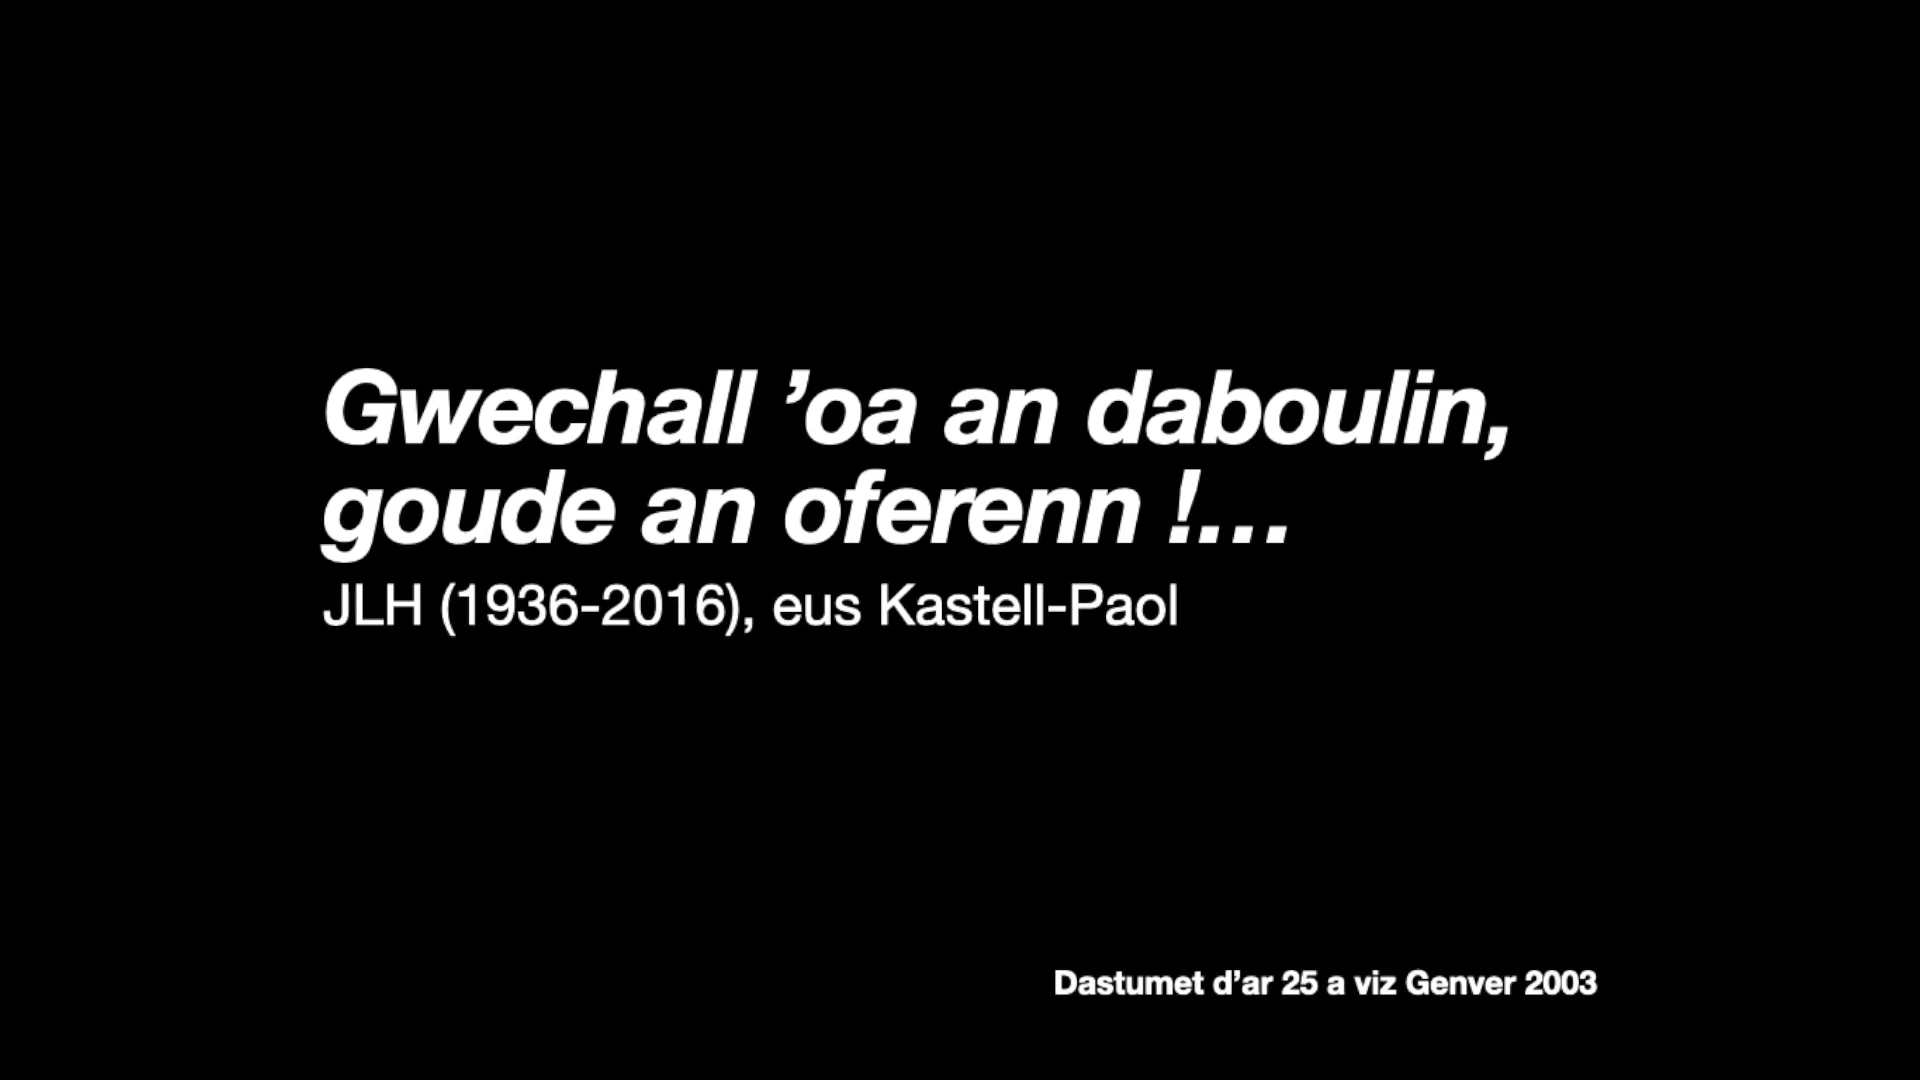 Gwechall ’oa an daboulin,
goude an oferenn !…
JLH (1936-2016), eus Kastell-Paol
Dastumet d’ar 25 a viz Genver 2003